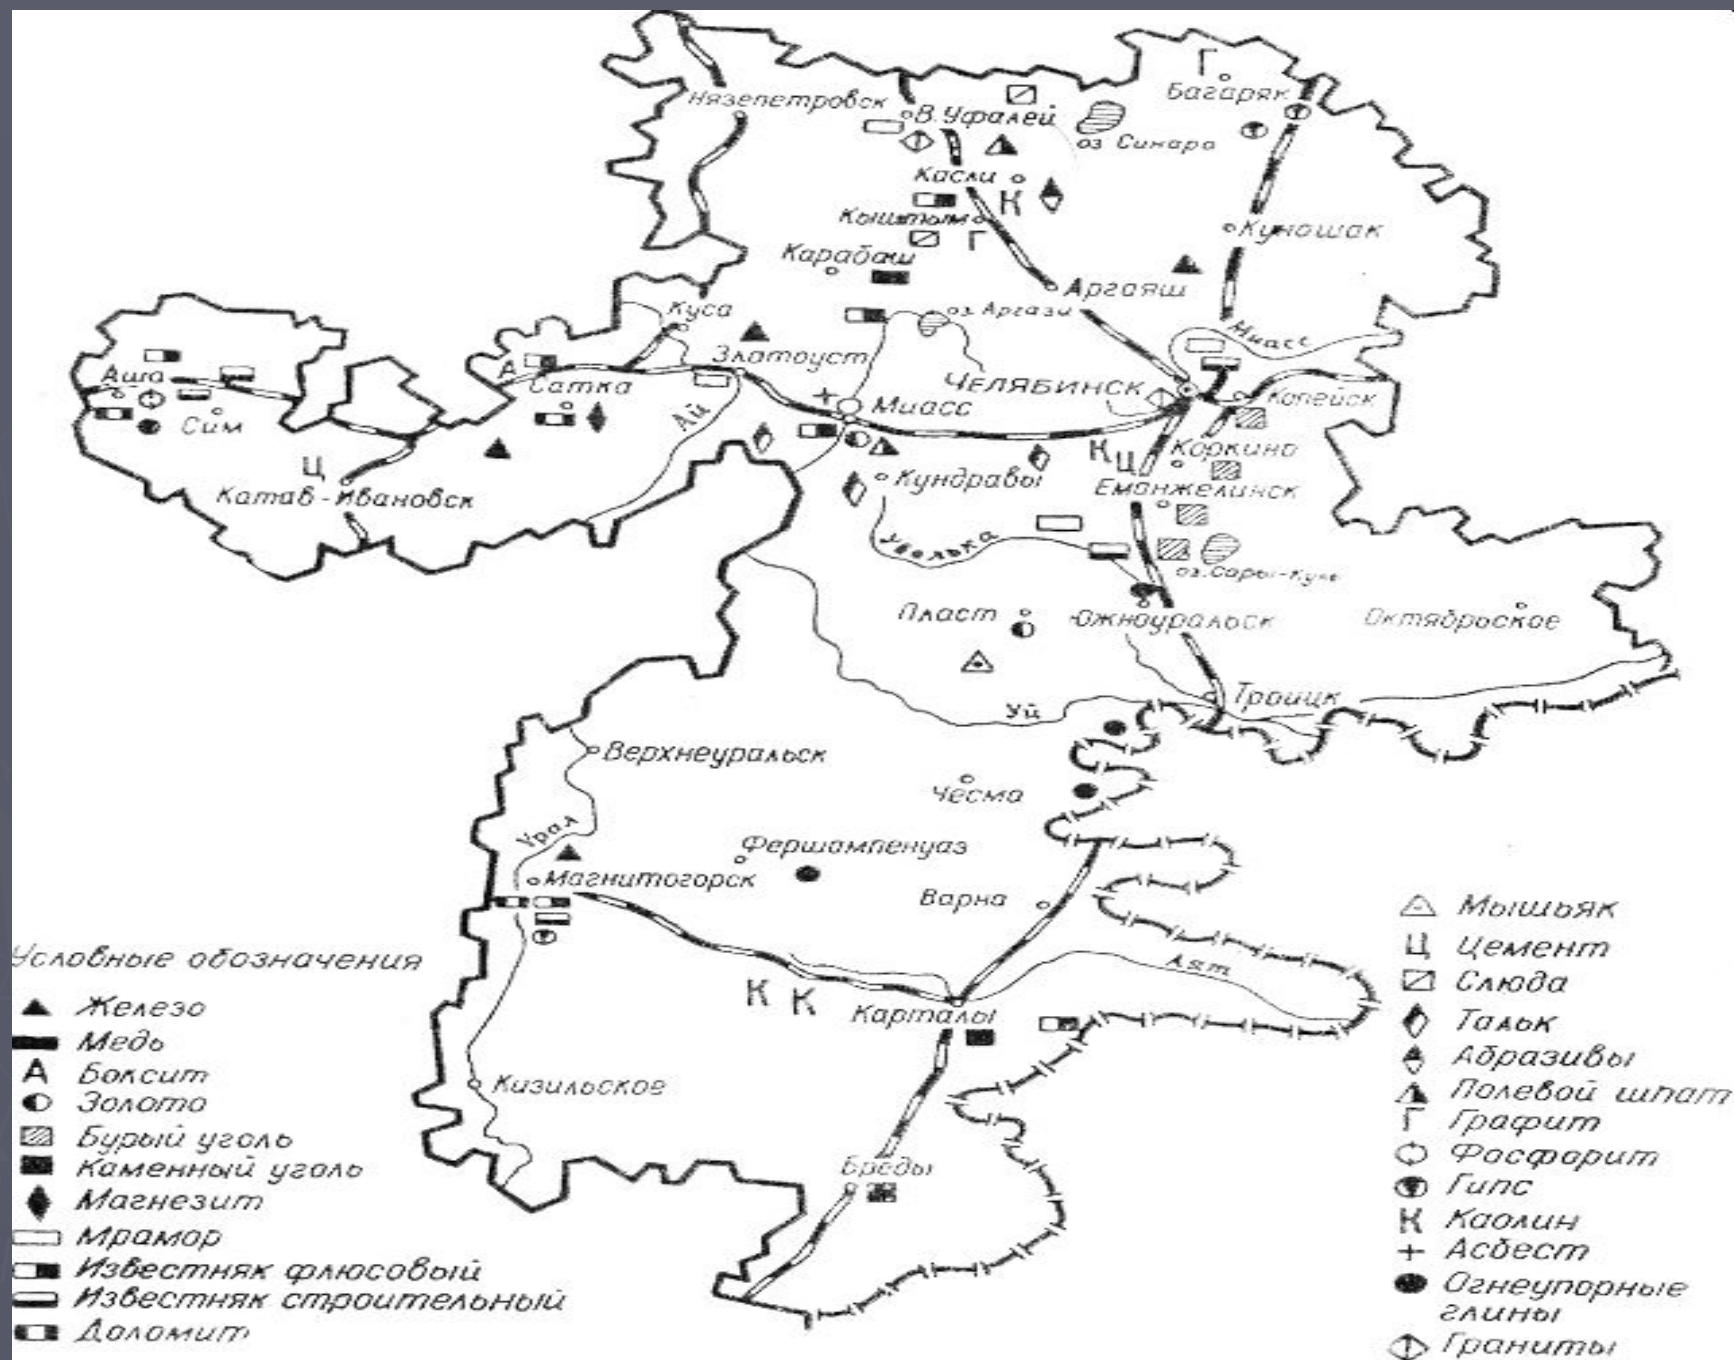 Г
Багаряк
Нязепетровск
В.Уфалей
оз Синара
Касли
К
Кыштым
Г
Куношак
Карабаш
Аргаяш
Куса
оз Аргази
Миасс
Златоуст
А
Аша
Сатка
ЧЕЛЯБИНСК
Копейск
Миасс
Сим
Ай
Ц
К
Ц
Коркино
Кундравы
Катав-Ивановск
Еманжелинск
Увелька
оз.Сары-Куль
Пласт
Южноуральск
Октябрьское
Троицк
Уй
Верхнеуральск
Чесма
Урал
Фершампенуаз
Магнитогорск
Варна
Аят
К К
Карталы
Кизильское
Бреды
Условные обозначения
Железо
Медь
А Боксит
Золото
Бурый уголь
Каменный уголь
Магнезит
Мрамор
Известняк флюсовый
Известняк строительный
Доломит
Мышьяк
Ц Цемент
Слюда
Тальк
Абразивы
Полевой шпат
Г Графит
Фосфорит
Гипс
К Каолин
+ Асбест
Огнеупорные
глины
Граниты